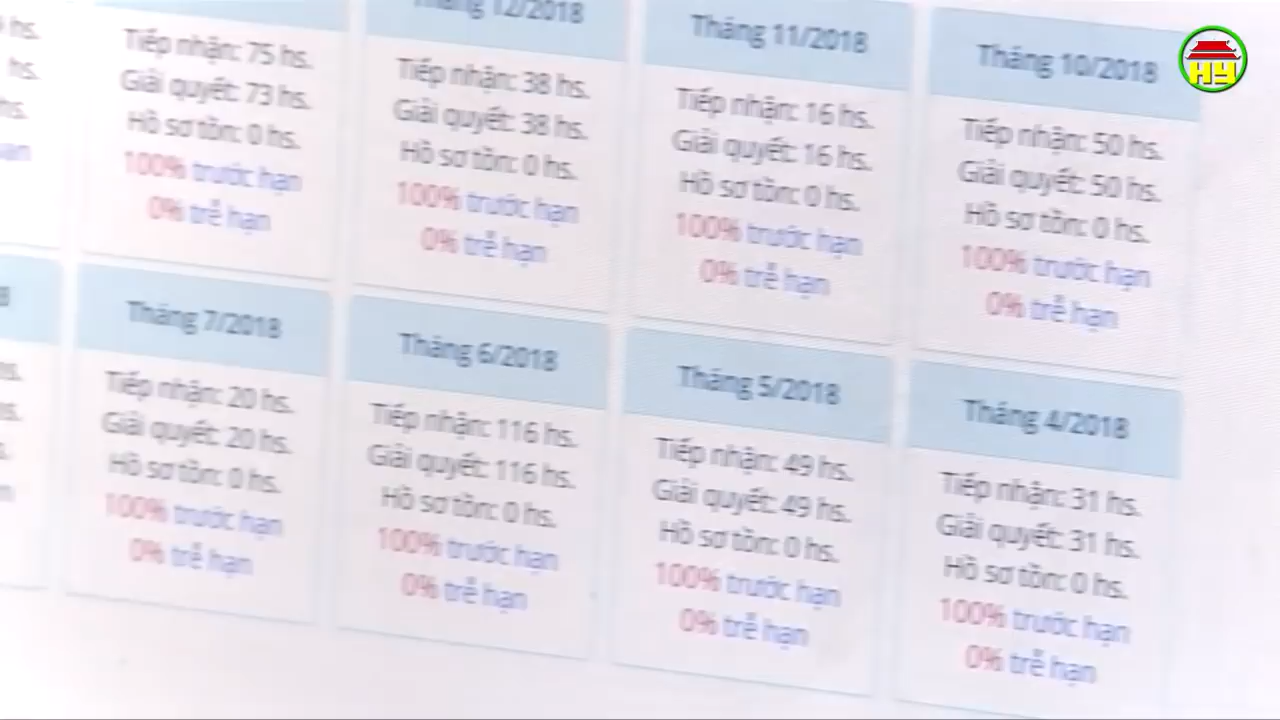 hs.
hs.
hs.
Tiếp nhận: 75 hs.
Giải quyết: 73 hs.
Hồ sơ tồn: 0 hs.
100% trước hạn
0% trễ hạn
Tháng 12/2018
Tiếp nhận: 38 hs.
Giải quyết: 38 hs.
Hồ sơ tồn: 0 hs.
100% trước hạn
0% trễ hạn
Tháng 11/2018
Tiếp nhận: 16 hs.
Giải quyết: 16 hs.
Hồ sơ tồn: 0 hs.
100% trước hạn
0% trễ hạn
Tháng 10/2018
Tiếp nhận: 50 hs.
Giải quyết: 50 hs.
Hồ sơ tồn: 0 hs.
100% trước hạn
0% trễ hạn
HY
Tháng 7/2018
Tiếp nhận: 20 hs.
Giải quyết: 20 hs.
Hồ sơ tồn: 0 hs.
100% trước hạn
0% trễ hạn
Tháng 6/2018
Tiếp nhận: 116 hs.
Giải quyết: 116 hs.
Hồ sơ tồn: 0 hs.
100% trước hạn
0% trễ hạn
Tháng 5/2018
Tiếp nhận: 49 hs.
Giải quyết: 49 hs.
Hồ sơ tồn: 0 hs.
100% trước hạn
0% trễ hạn
Tháng 4/2018
Tiếp nhận: 31 hs.
Giải quyết: 31 hs.
Hồ sơ tồn: 0 hs.
100% trước hạn
0% trễ hạn